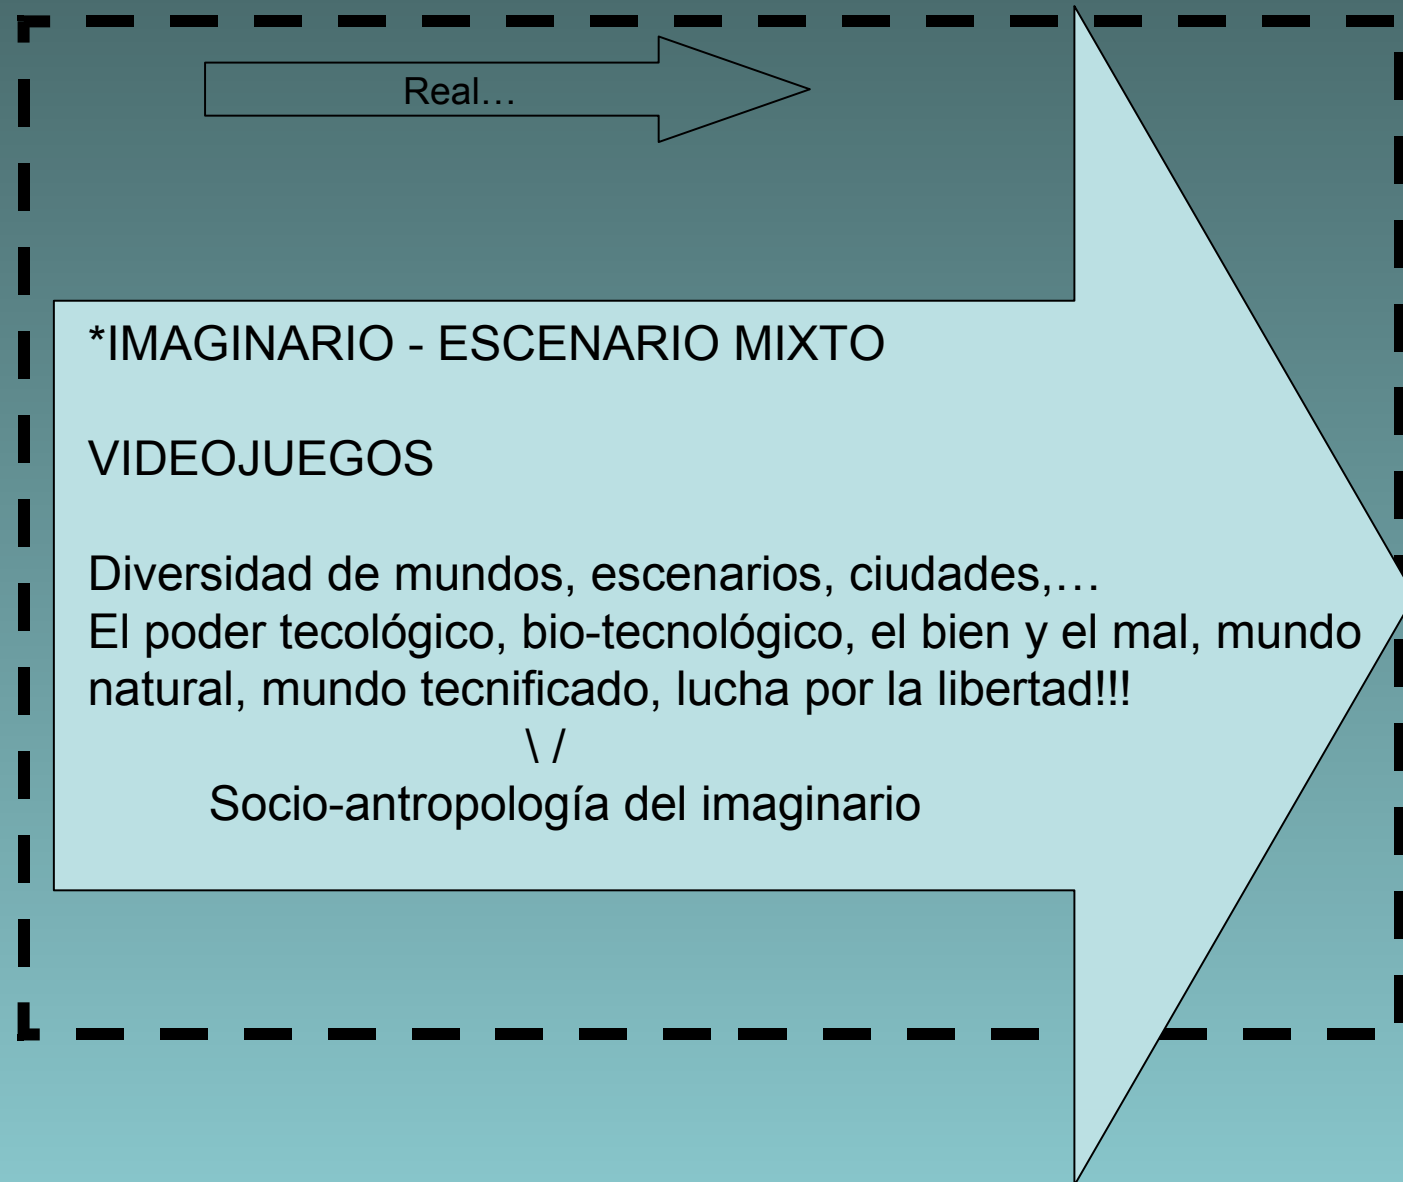 Real…
*IMAGINARIO - ESCENARIO MIXTO
VIDEOJUEGOS
Diversidad de mundos, escenarios, ciudades,…
El poder tecológico, bio-tecnológico, el bien y el mal, mundo
natural, mundo tecnificado, lucha por la libertad!!!
\ /
Socio-antropología del imaginario